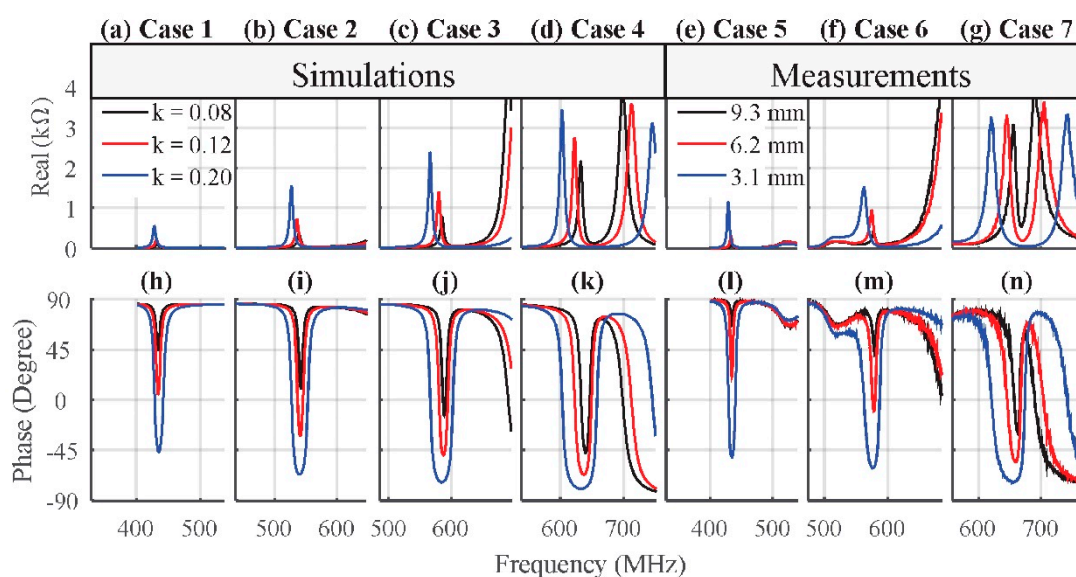 (a) Case 1 (b) Case 2 (c) Case 3 (d) Case 4 (e) Case 5 (f) Case 6 (g) Case 7
Simulations Measurements
Real (kΩ)
4
3
2
1
0
k = 0.08
k = 0.12
k = 0.20
9.3 mm
6.2 mm
3.1 mm
(h) (i) (j) (k) (l) (m) (n)
Phase (Degree)
90
45
0
-45
-90
400 500 500 600 500 600 600 700 400 500 500 600 600 700
Frequency (MHz)